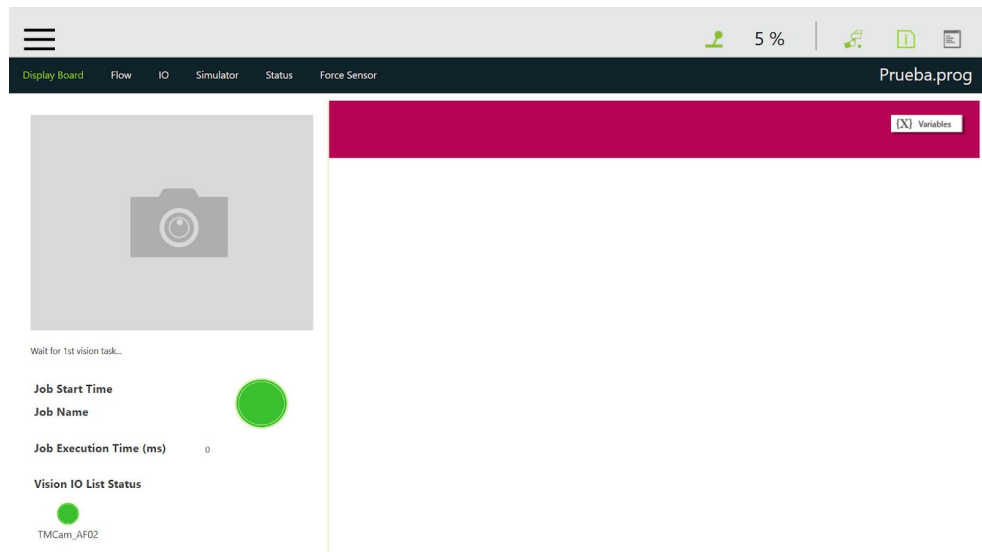 5 %
Display Board Flow IO Simulator Status Force Sensor Prueba.prog
{X} Variables
Wait for 1st vision task...
Job Start Time
Job Name
Job Execution Time (ms) 0
Vision IO List Status
TMCam_AF02